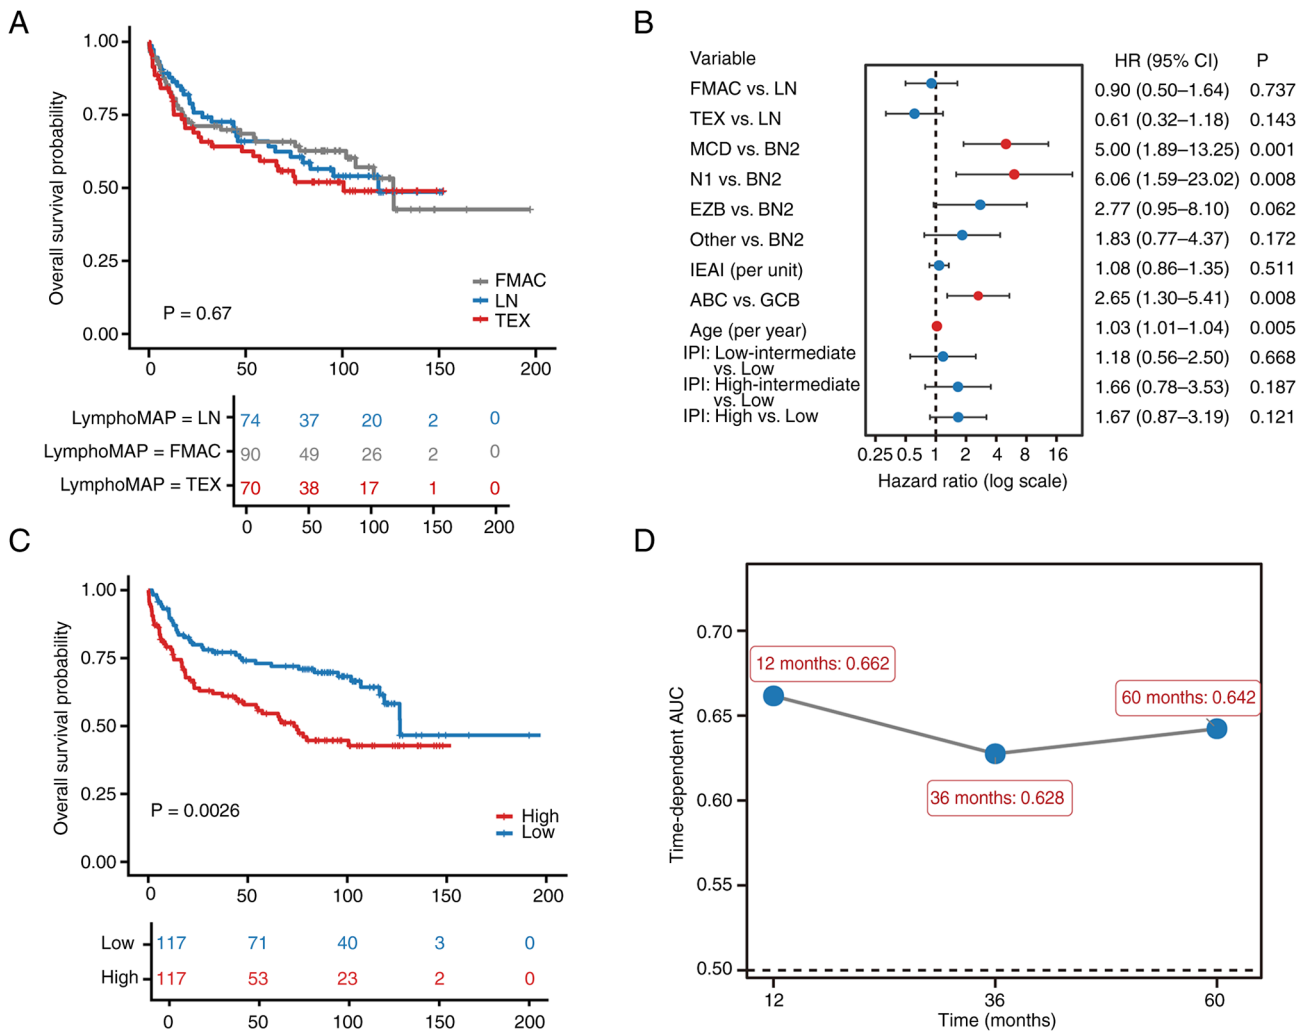 A
1.00
0.75
0.50
0.25
0.00
Overall survival probability
P = 0.67
FMAC
LN
TEX
0 50 100 150 200
LymphoMAP = LN 74 37 20 2 0
LymphoMAP = FMAC 90 49 26 2 0
LymphoMAP = TEX 70 38 17 1 0
0 50 100 150 200
B
Variable HR (95% CI) P
FMAC vs. LN 0.90 (0.50–1.64) 0.737
TEX vs. LN 0.61 (0.32–1.18) 0.143
MCD vs. BN2 5.00 (1.89–13.25) 0.001
N1 vs. BN2 6.06 (1.59–23.02) 0.008
EZB vs. BN2 2.77 (0.95–8.10) 0.062
Other vs. BN2 1.83 (0.77–4.37) 0.172
IEAI (per unit) 1.08 (0.86–1.35) 0.511
ABC vs. GCB 2.65 (1.30–5.41) 0.008
Age (per year) 1.03 (1.01–1.04) 0.005
IPI: Low-intermediate
vs. Low 1.18 (0.56–2.50) 0.668
IPI: High-intermediate
vs. Low 1.66 (0.78–3.53) 0.187
IPI: High vs. Low 1.67 (0.87–3.19) 0.121
0.25 0.5 1 2 4 8 16
Hazard ratio (log scale)
C
1.00
0.75
0.50
0.25
0.00
Overall survival probability
P = 0.0026
High
Low
0 50 100 150 200
Low 117 71 40 3 0
High 117 53 23 2 0
0 50 100 150 200
D
0.70
0.65
0.60
0.55
0.50
Time-dependent AUC
12 months: 0.662
60 months: 0.642
36 months: 0.628
12 36 60
Time (months)